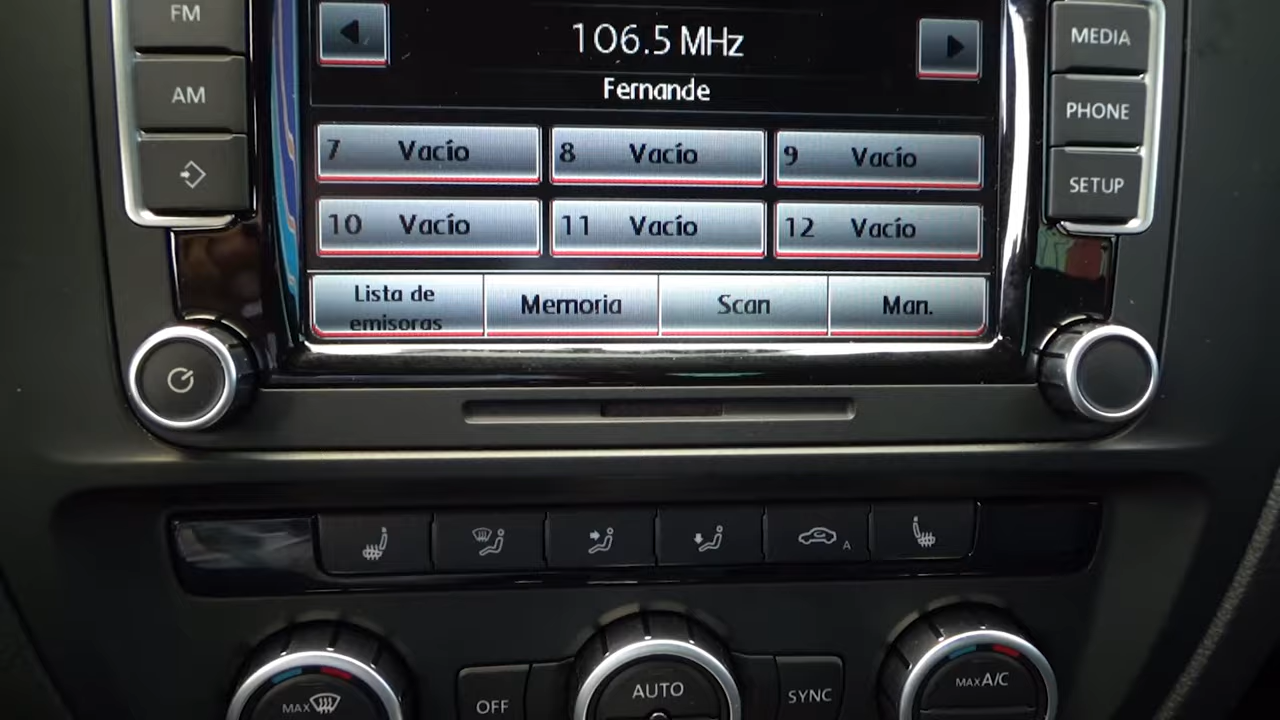 FM
106.5 MHz
MEDIA
Fernande
AM
PHONE
7 Vacío
8 Vacío
9 Vacío
SETUP
10 Vacío
11 Vacío
12 Vacío
Lista de
emisoras
Memoria
Scan
Man.
A
MAX
OFF
AUTO
SYNC
MAX A/C